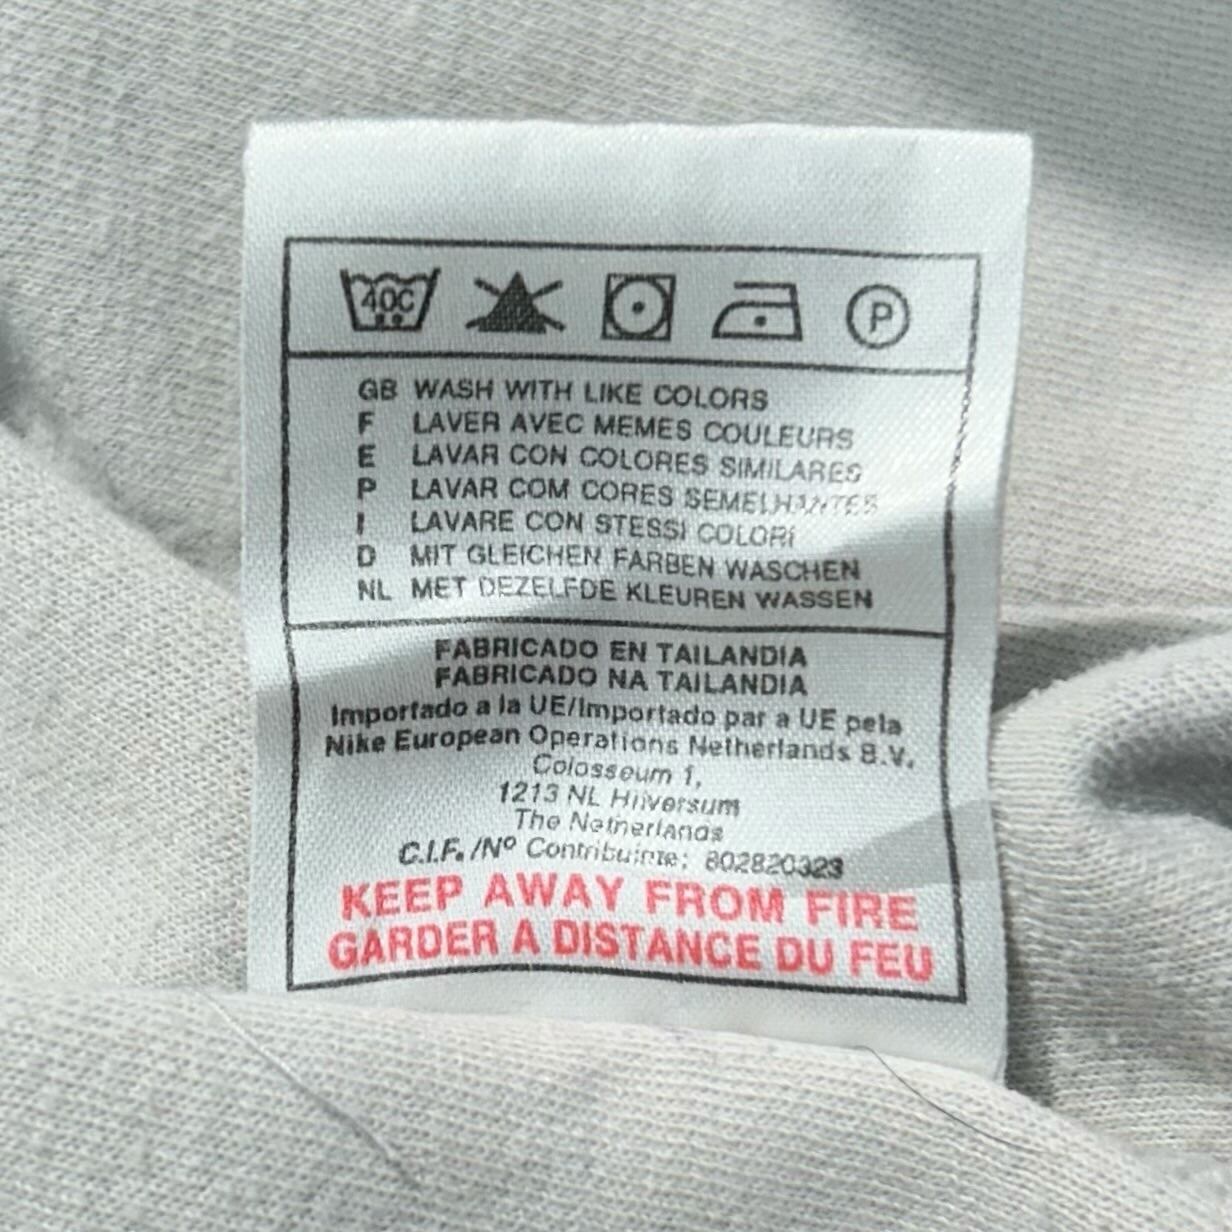 40C
P
GB WASH WITH LIKE COLORS
F LAVER AVEC MEMES COULEURS
E LAVAR CON COLORES SIMILARES
P LAVAR COM CORES SEMELHANTES
I LAVARE CON STESSI COLORI
D MIT GLEICHEN FARBEN WASCHEN
NL MET DEZELFDE KLEUREN WASSEN
FABRICADO EN TAILANDIA
FABRICADO NA TAILANDIA
Importado a la UE/Importado par a UE pela
Nike European Operations Netherlands B.V.
Colosseum 1,
1213 NL Hilversum
The Netherlands
C.I.F. /Nº Contribuinte: 802820323
KEEP AWAY FROM FIRE
GARDER A DISTANCE DU FEU